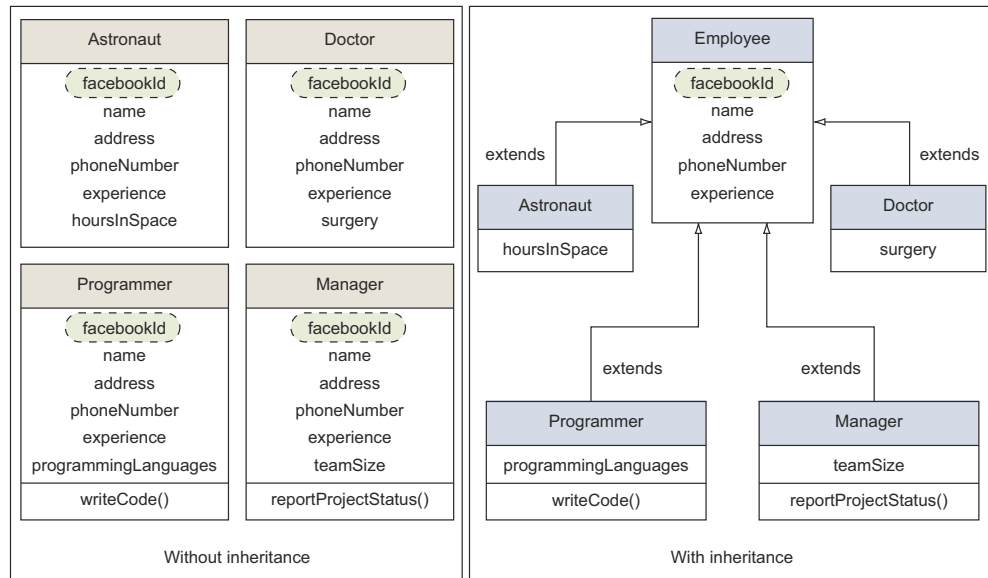 Astronaut
facebookId
name
address
phoneNumber
experience
hoursInSpace
Doctor
facebookId
name
address
phoneNumber
experience
surgery
Programmer
facebookId
name
address
phoneNumber
experience
programmingLanguages
writeCode()
Manager
facebookId
name
address
phoneNumber
experience
teamSize
reportProjectStatus()
Without inheritance
Employee
facebookId
name
address
phoneNumber
experience
extends
extends
Astronaut
hoursInSpace
Doctor
surgery
extends
extends
Programmer
programmingLanguages
writeCode()
Manager
teamSize
reportProjectStatus()
With inheritance